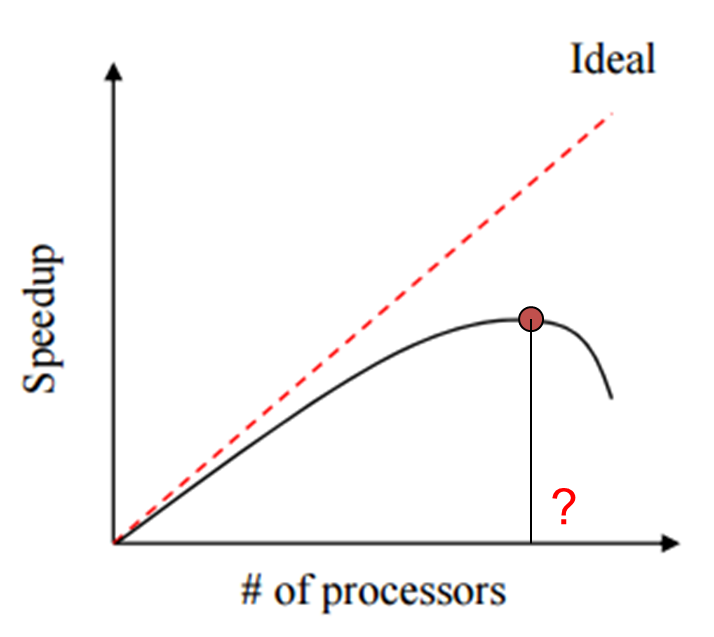 Ideal
Speedup
?
# of processors